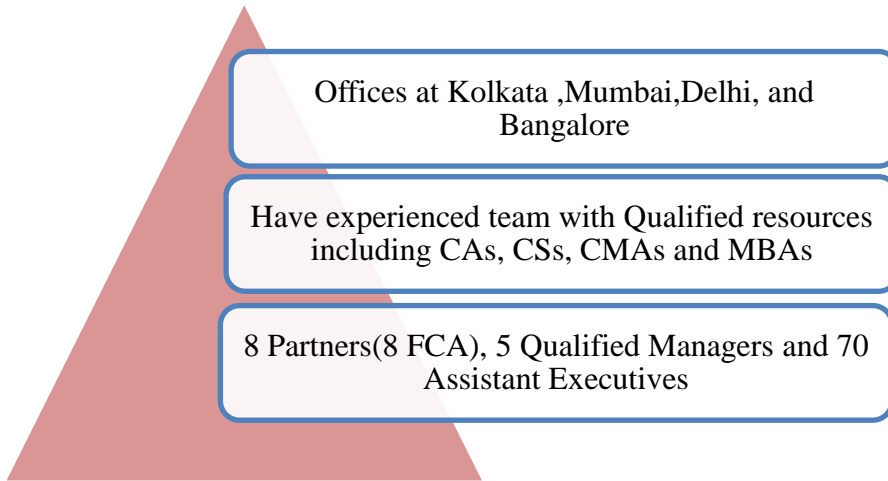 Offices at Kolkata ,Mumbai,Delhi, and
Bangalore
Have experienced team with Qualified resources
including CAs, CSs, CMAs and MBAs
8 Partners(8 FCA), 5 Qualified Managers and 70
Assistant Executives